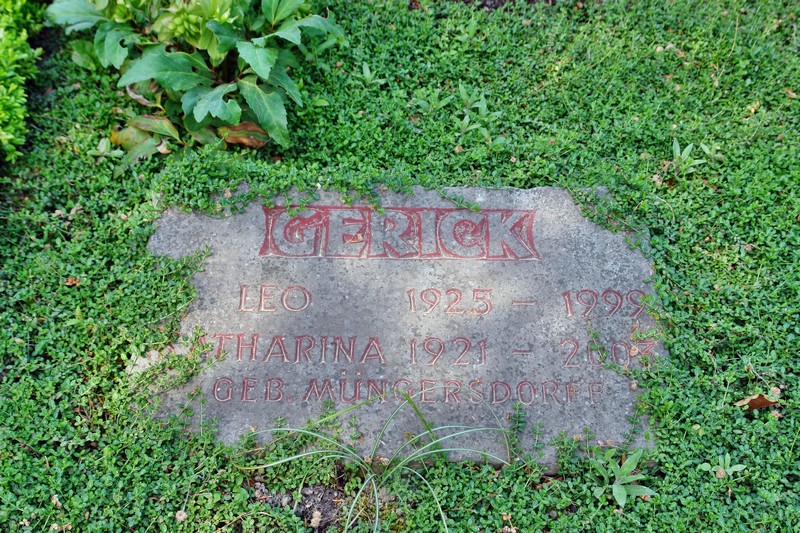 GERICK
LEO 1925 – 1999
THARINA 1921 – 2003
GEB. MÜNGERSDORFF